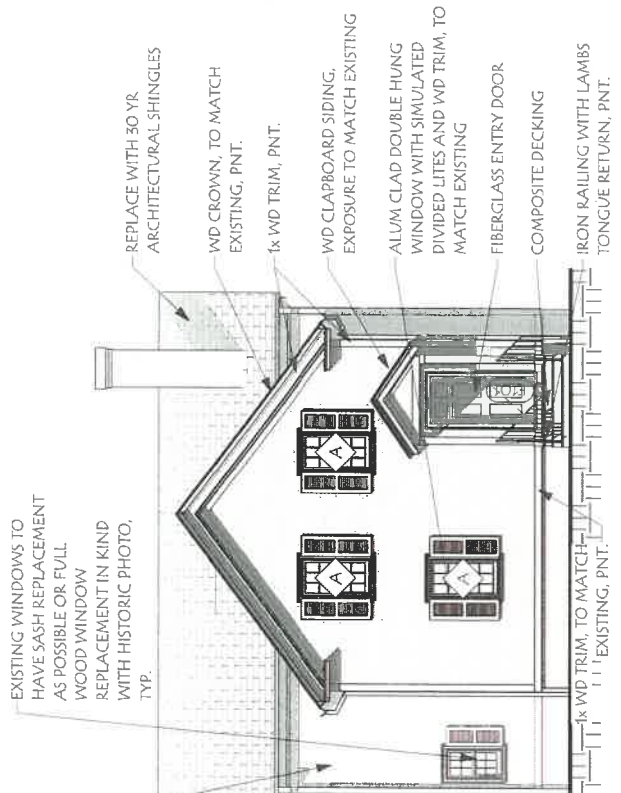 EXISTING WINDOWS TO
HAVE SASH REPLACEMENT
AS POSSIBLE OR FULL
WOOD WINDOW
REPLACEMENT IN KIND
WITH HISTORIC PHOTO,
TYP.
REPLACE WITH 30 YR
ARCHITECTURAL SHINGLES
WD CROWN, TO MATCH
EXISTING, PNT.
1x WD TRIM, PNT.
WD CLAPBOARD SIDING,
EXPOSURE TO MATCH EXISTING
ALUM CLAD DOUBLE HUNG
WINDOW WITH SIMULATED
DIVIDED LITES AND WD TRIM, TO
MATCH EXISTING
FIBERGLASS ENTRY DOOR
COMPOSITE DECKING
IRON RAILING WITH LAMBS
TONGUE RETURN, PNT.
A
A
A
1x WD TRIM, TO MATCH
EXISTING, PNT.